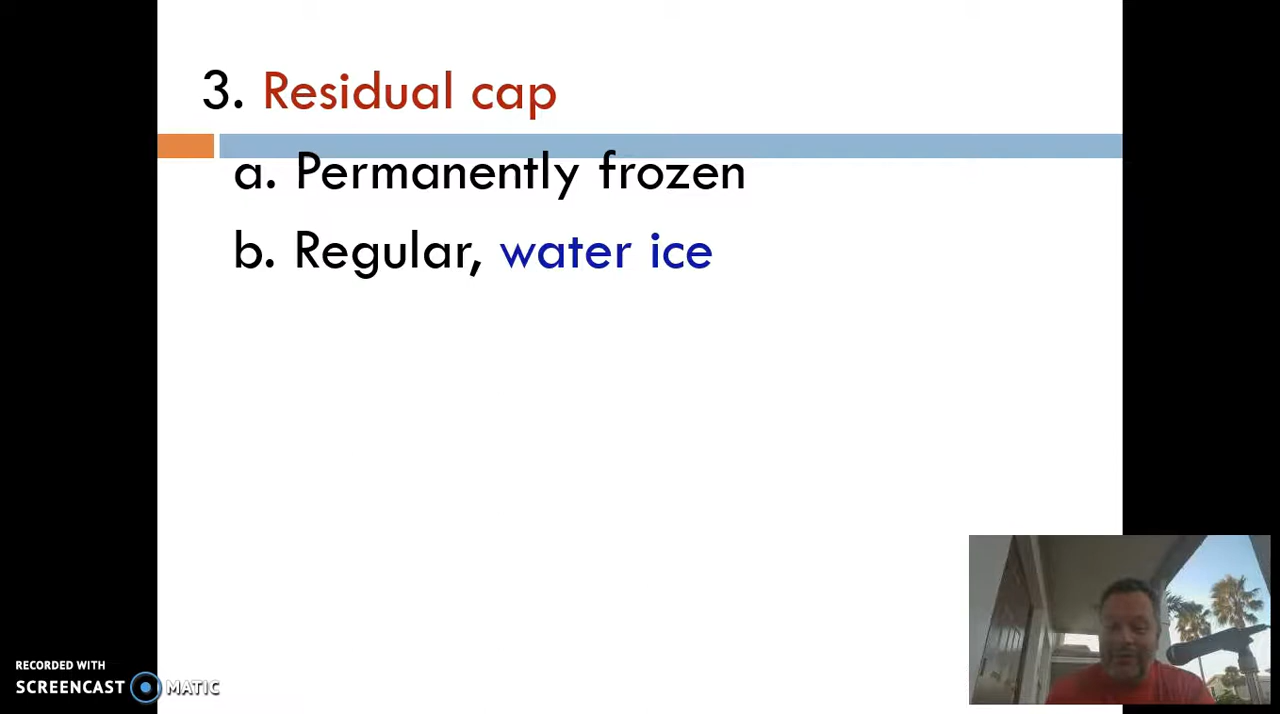 3. Residual cap
a. Permanently frozen
b. Regular, water ice
RECORDED WITH
SCREENCAST MATIC